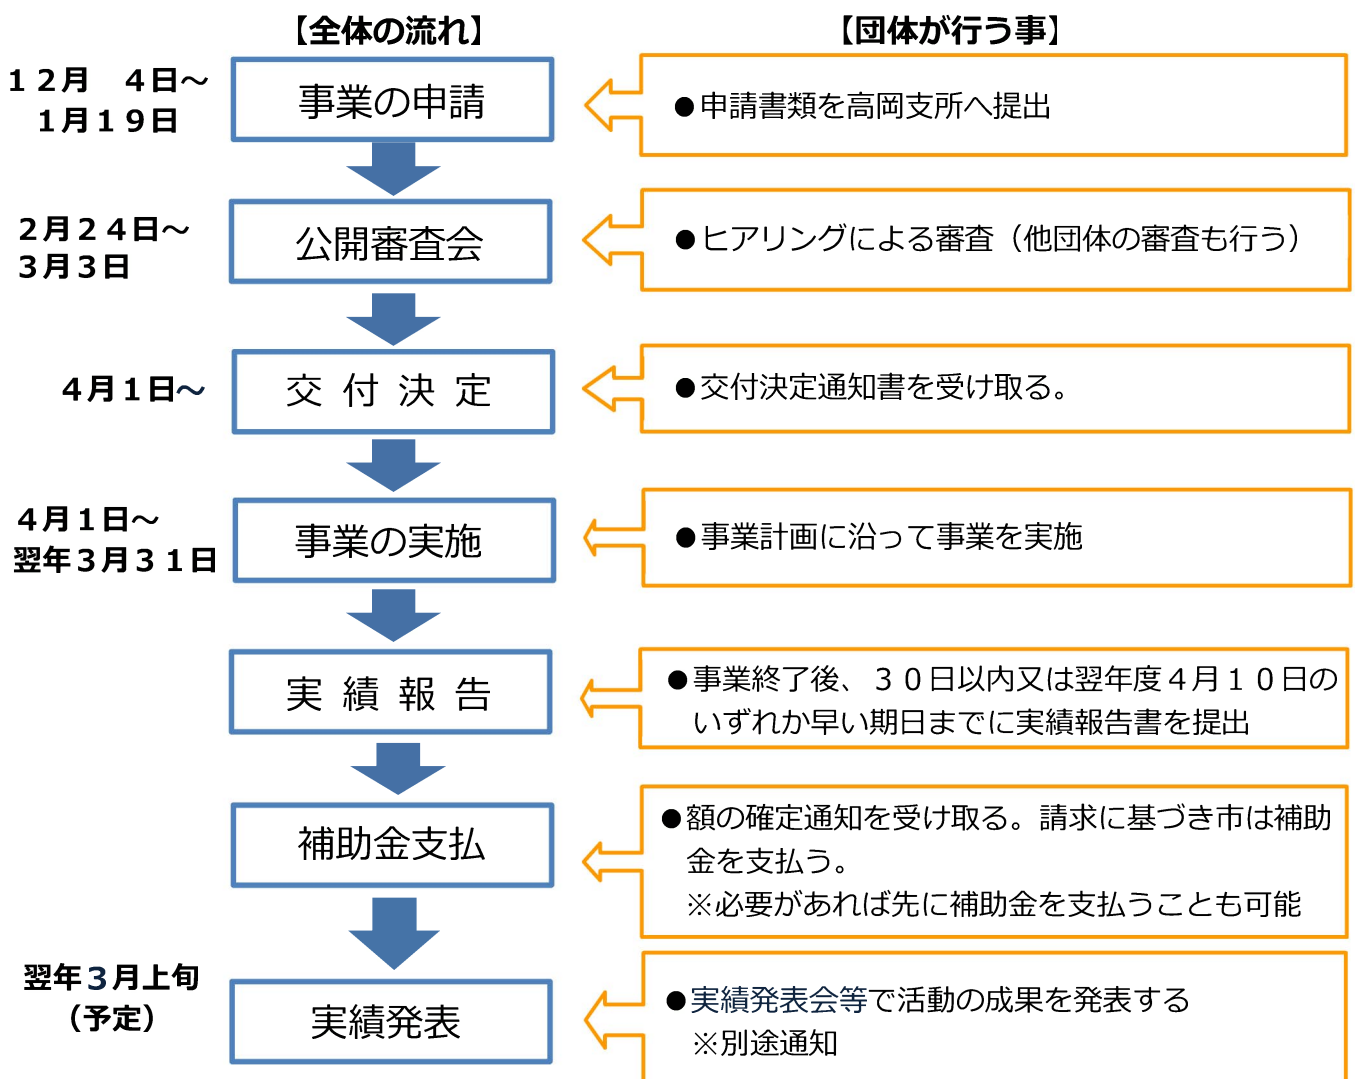 【全体の流れ】
【団体が行う事】
１２月　４日～
１月１９日
事業の申請
●申請書類を高岡支所へ提出
２月２４日～
３月３日
公開審査会
●ヒアリングによる審査（他団体の審査も行う）
４月１日～
交 付 決 定
●交付決定通知書を受け取る。
４月１日～
翌年３月３１日
事業の実施
●事業計画に沿って事業を実施
実 績 報 告
●事業終了後、３０日以内又は翌年度４月１０日の
いずれか早い期日までに実績報告書を提出
補助金支払
●額の確定通知を受け取る。請求に基づき市は補助
金を支払う。
※必要があれば先に補助金を支払うことも可能
翌年３月上旬
（予定）
実績発表
●実績発表会等で活動の成果を発表する
※別途通知